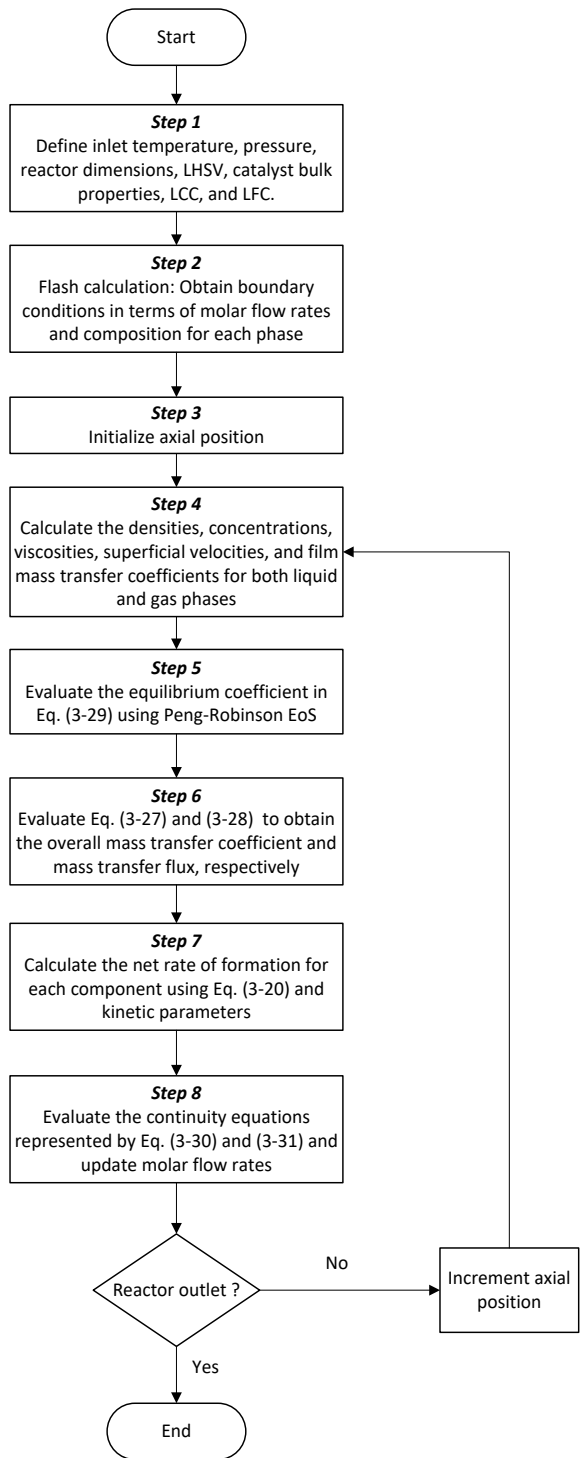 Start
Step 1
Define inlet temperature, pressure,
reactor dimensions, LHSV, catalyst bulk
properties, LCC, and LFC.
Step 2
Flash calculation: Obtain boundary
conditions in terms of molar flow rates
and composition for each phase
Step 3
Initialize axial position
Step 4
Calculate the densities, concentrations,
viscosities, superficial velocities, and film
mass transfer coefficients for both liquid
and gas phases
Step 5
Evaluate the equilibrium coefficient in
Eq. (3-29) using Peng-Robinson EoS
Step 6
Evaluate Eq. (3-27) and (3-28) to obtain
the overall mass transfer coefficient and
mass transfer flux, respectively
Step 7
Calculate the net rate of formation for
each component using Eq. (3-20) and
kinetic parameters
Step 8
Evaluate the continuity equations
represented by Eq. (3-30) and (3-31) and
update molar flow rates
Reactor outlet ?
No
Increment axial
position
Yes
End